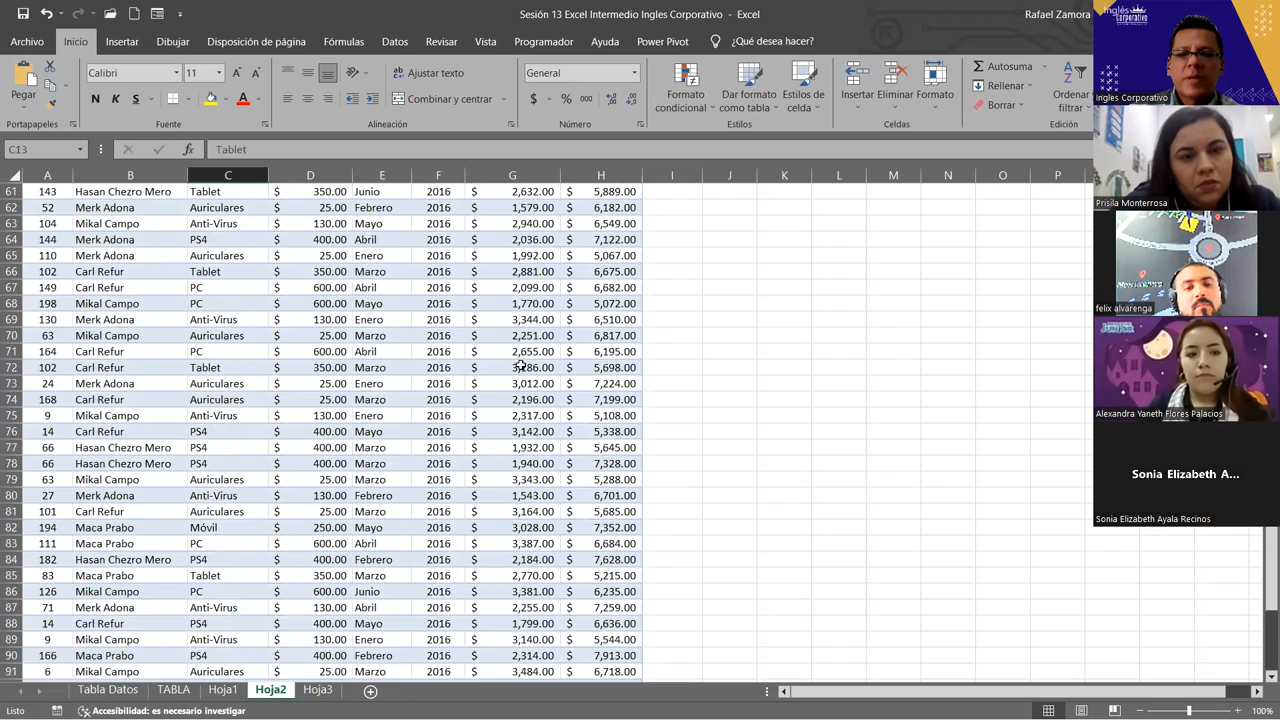 Sesión 13 Excel Intermedio Ingles Corporativo - Excel
Rafael Zamora
Archivo Inicio Insertar Dibujar Disposición de página Fórmulas Datos Revisar Vista Programador Ayuda Power Pivot ¿Qué desea hacer?
Pegar
Calibri 11
N K S
Ajustar texto
Combinar y centrar
General
$ % 000
Formato condicional
Dar formato como tabla
Estilos de celda
Insertar Eliminar Formato
Autosuma
Rellenar
Borrar
Ordenar
filtrar
Portapapeles Fuente Alineación Número Estilos Celdas Edición
C13 fx Tablet
A B C D E F G H I J K L M N O P
61 143 Hasan Chezro Mero Tablet $ 350.00 Junio 2016 $ 2,632.00 $ 5,889.00
62 52 Merk Adona Auriculares $ 25.00 Febrero 2016 $ 1,579.00 $ 6,182.00
63 104 Mikal Campo Anti-Virus $ 130.00 Mayo 2016 $ 2,940.00 $ 6,549.00
64 144 Merk Adona PS4 $ 400.00 Abril 2016 $ 2,036.00 $ 7,122.00
65 110 Merk Adona Auriculares $ 25.00 Enero 2016 $ 1,992.00 $ 5,067.00
66 102 Carl Refur Tablet $ 350.00 Marzo 2016 $ 2,881.00 $ 6,675.00
67 149 Carl Refur PC $ 600.00 Abril 2016 $ 2,099.00 $ 6,682.00
68 198 Mikal Campo PC $ 600.00 Mayo 2016 $ 1,770.00 $ 5,072.00
69 130 Merk Adona Anti-Virus $ 130.00 Enero 2016 $ 3,344.00 $ 6,510.00
70 63 Mikal Campo Auriculares $ 25.00 Marzo 2016 $ 2,251.00 $ 6,817.00
71 164 Carl Refur PC $ 600.00 Abril 2016 $ 2,655.00 $ 6,195.00
72 102 Carl Refur Tablet $ 350.00 Marzo 2016 $ $ 5,698.00
73 24 Merk Adona Auriculares $ 25.00 Enero 2016 $ 3,012.00 $ 7,224.00
74 168 Carl Refur Auriculares $ 25.00 Marzo 2016 $ 2,196.00 $ 7,199.00
75 9 Mikal Campo Anti-Virus $ 130.00 Enero 2016 $ 2,317.00 $ 5,108.00
76 14 Carl Refur PS4 $ 400.00 Mayo 2016 $ 3,142.00 $ 5,338.00
77 66 Hasan Chezro Mero PS4 $ 400.00 Marzo 2016 $ 1,932.00 $ 5,645.00
78 66 Hasan Chezro Mero PS4 $ 400.00 Marzo 2016 $ 1,940.00 $ 7,328.00
79 63 Mikal Campo Auriculares $ 25.00 Marzo 2016 $ 3,343.00 $ 5,288.00
80 27 Merk Adona Anti-Virus $ 130.00 Febrero 2016 $ 1,543.00 $ 6,701.00
81 101 Carl Refur Auriculares $ 25.00 Marzo 2016 $ 3,164.00 $ 5,685.00
82 194 Maca Prabo Móvil $ 250.00 Mayo 2016 $ 3,028.00 $ 7,352.00
83 111 Maca Prabo PC $ 600.00 Abril 2016 $ 3,387.00 $ 6,684.00
84 182 Hasan Chezro Mero PS4 $ 400.00 Febrero 2016 $ 2,184.00 $ 7,628.00
85 83 Maca Prabo Tablet $ 350.00 Marzo 2016 $ 2,770.00 $ 5,215.00
86 126 Mikal Campo PC $ 600.00 Junio 2016 $ 3,381.00 $ 6,235.00
87 71 Merk Adona Anti-Virus $ 130.00 Abril 2016 $ 2,255.00 $ 7,259.00
88 14 Carl Refur PS4 $ 400.00 Mayo 2016 $ 1,799.00 $ 6,636.00
89 9 Mikal Campo Anti-Virus $ 130.00 Enero 2016 $ 3,140.00 $ 5,544.00
90 166 Maca Prabo PS4 $ 400.00 Febrero 2016 $ 2,314.00 $ 7,913.00
91 6 Mikal Campo Auriculares $ 25.00 Marzo 2016 $ 3,484.00 $ 6,718.00
Tabla Datos TABLA Hoja1 Hoja2 Hoja3
Listo Accesibilidad: es necesario investigar 100%
Inglés
Corporativo
Ingles Corporativo
Prisila Monterrosa
felix alvarenga
Alexandra Yaneth Flores Palacios
Sonia Elizabeth A...
Sonia Elizabeth Ayala Recinos